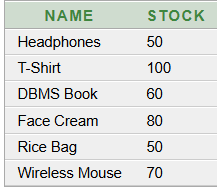 NAME STOCK
Headphones 50
T-Shirt 100
DBMS Book 60
Face Cream 80
Rice Bag 50
Wireless Mouse 70